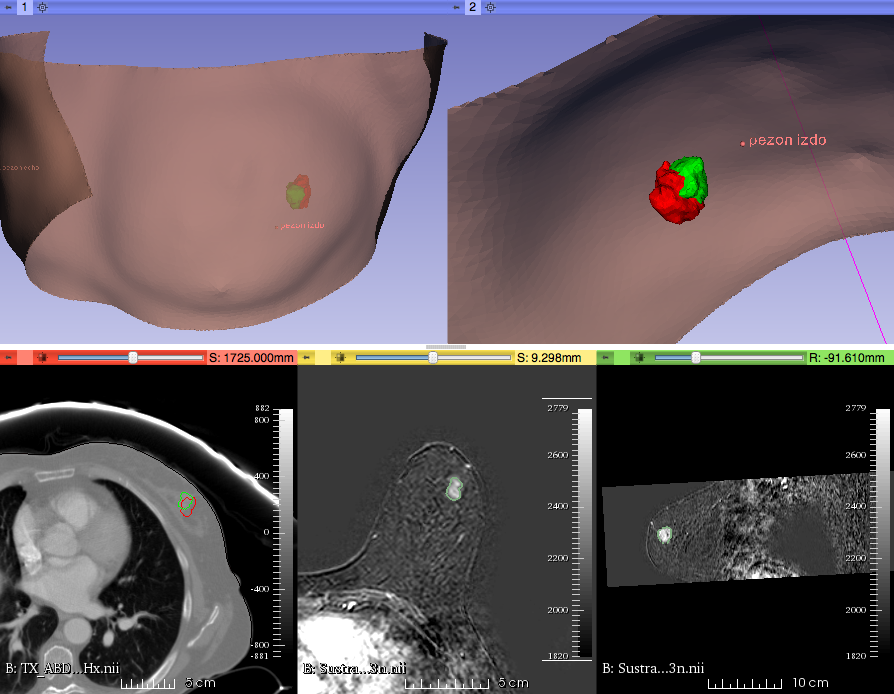 1
2
pezon echo
pezon izdo
pezon izdo
S: 1725.000mm
S: 9.298mm
R: -91.610mm
882
800
400
0
-400
-800
-881
B: TX_ABD...Hx.nii
5 cm
2779
2600
2400
2200
2000
1820
B: Sustra...3n.nii
5 cm
2779
2600
2400
2200
2000
1820
B: Sustra...3n.nii
10 cm